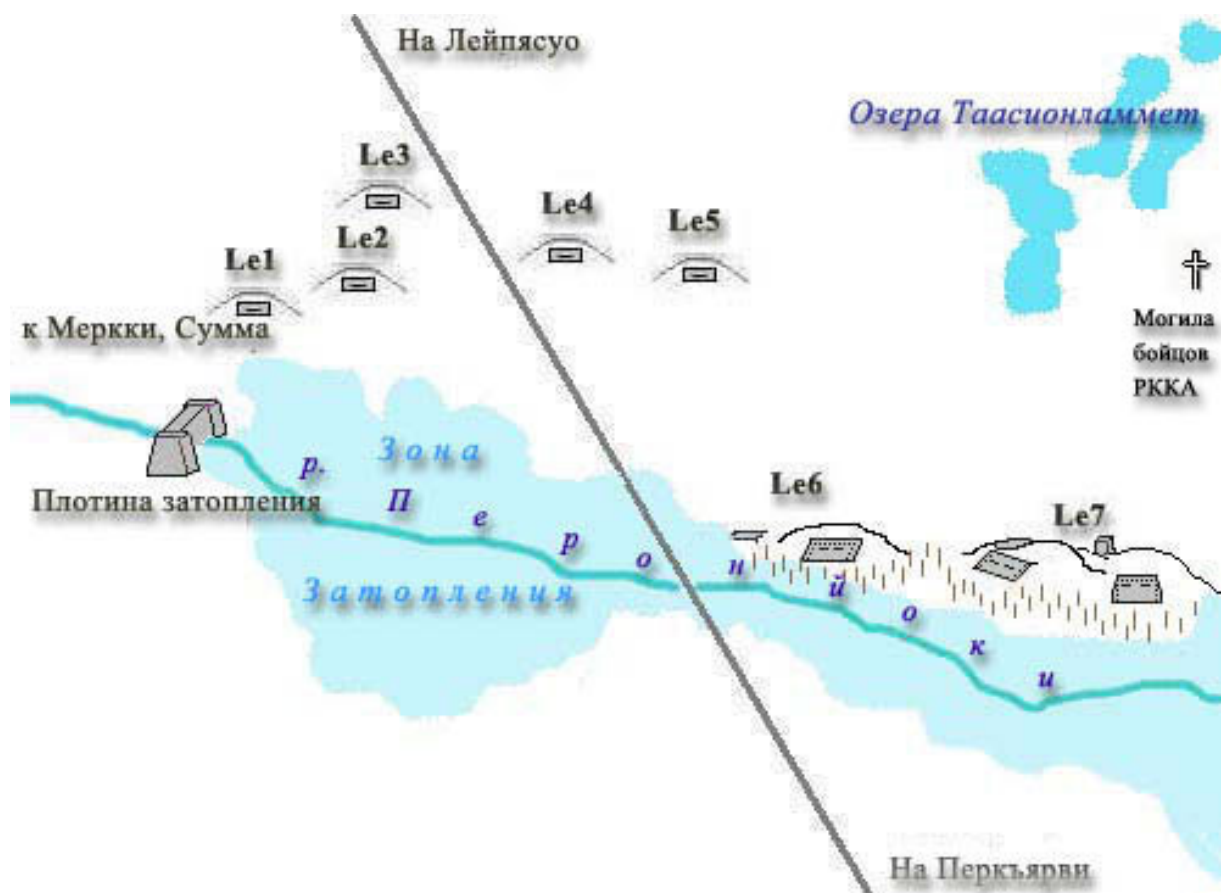 На Лейпясуо
Озера Таасионламмет
Le3
Le4
Le5
Le2
Le1
к Меркки, Сумма
Могила
бойцов
РККА
Зона
Затопления
р. Перонйоки
Плотина затопления
Le6
Le7
На Перкъярви